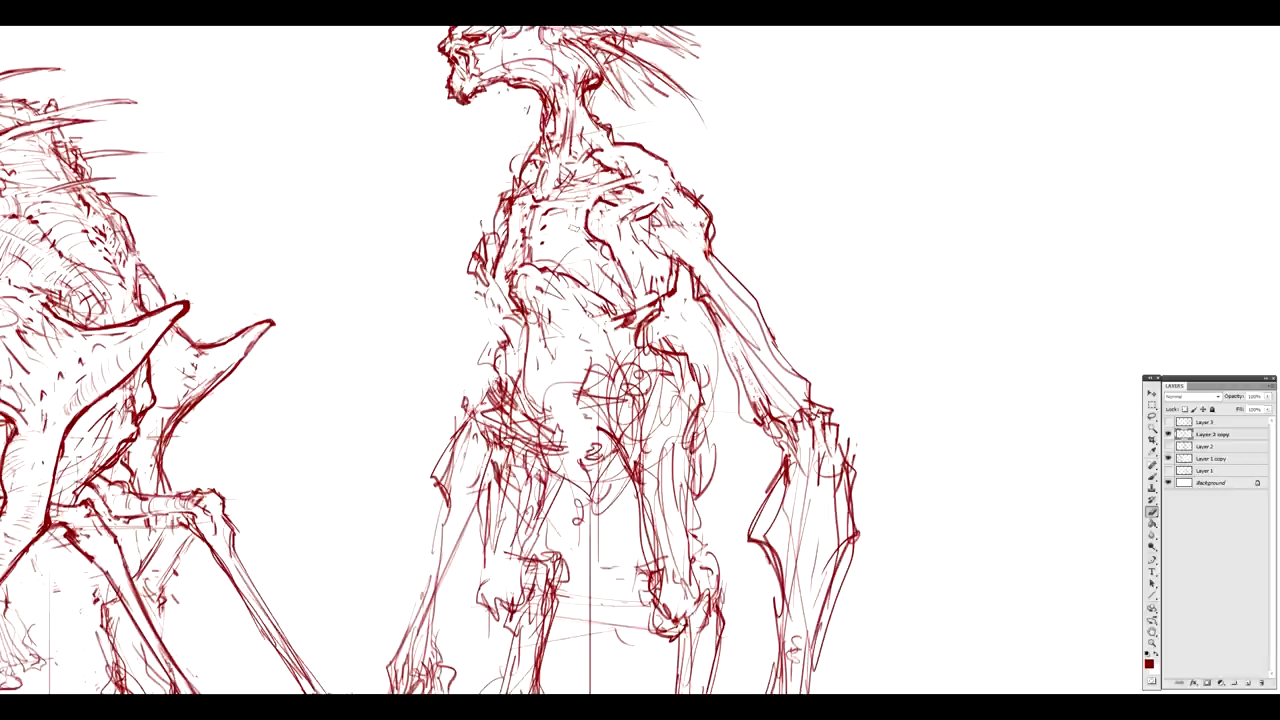 LAYERS
Normal Opacity: 100%
Lock: Fill: 100%
Layer 3
Layer 2 copy
Layer 2
Layer 1 copy
Layer 1
Background